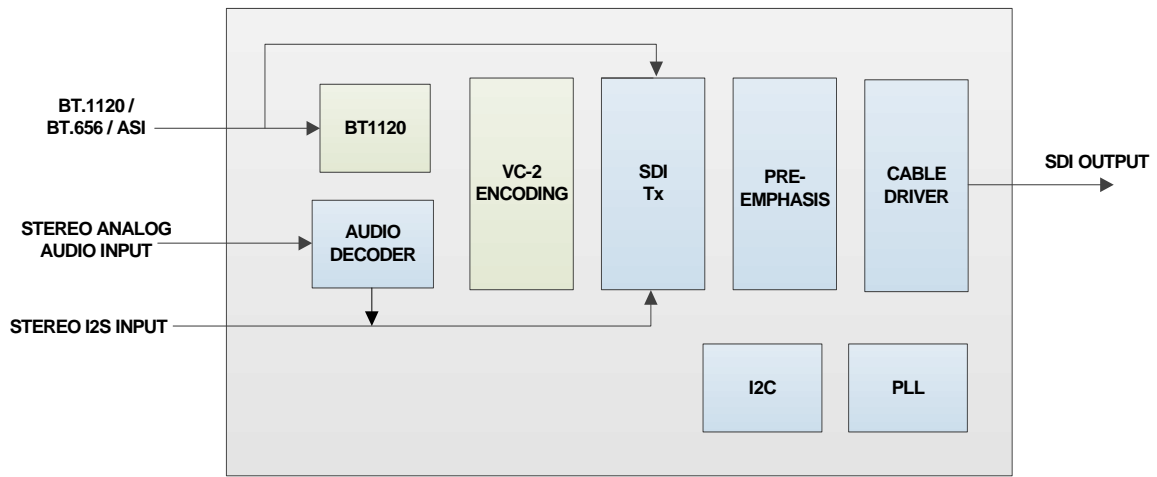 BT.1120 /
BT.656 / ASI
BT1120
STEREO ANALOG
AUDIO INPUT
AUDIO
DECODER
STEREO I2S INPUT
VC-2
ENCODING
SDI
Tx
PRE-
EMPHASIS
CABLE
DRIVER
SDI OUTPUT
I2C
PLL